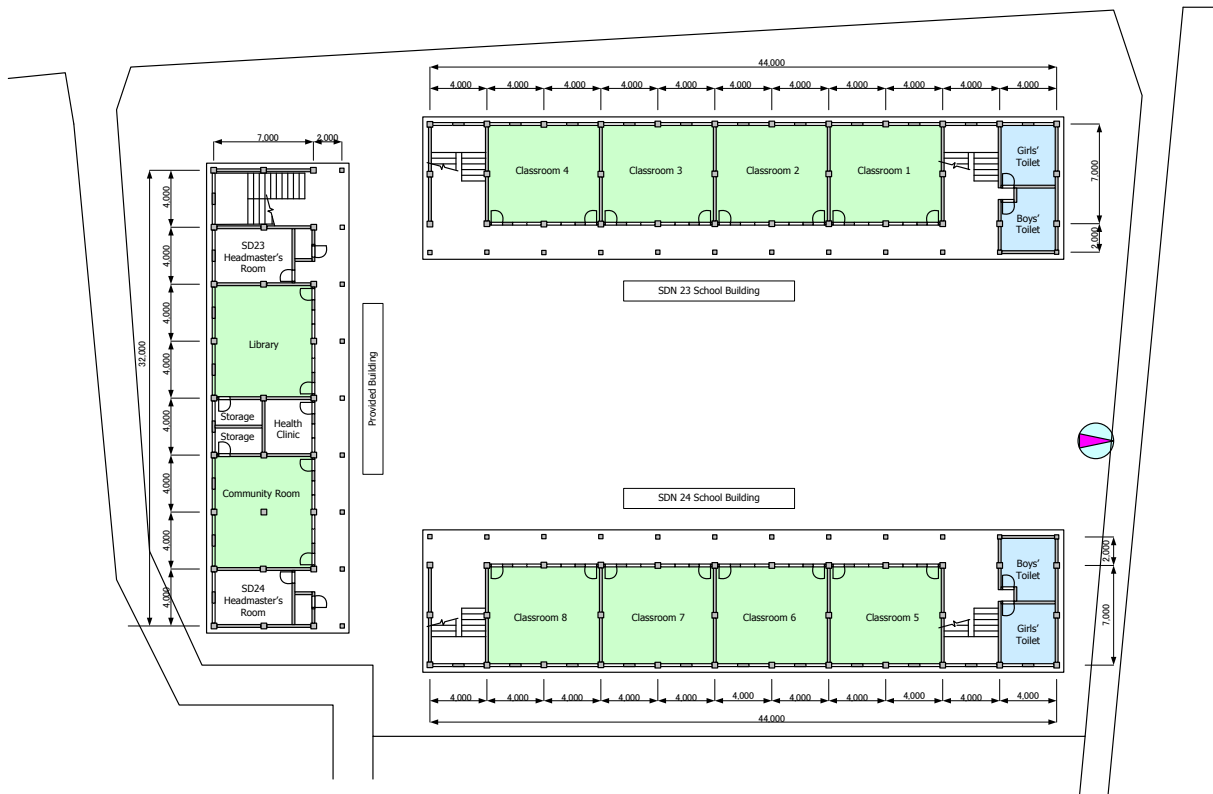 44,000
4,000 4,000 4,000 4,000 4,000 4,000 4,000 4,000 4,000 4,000 4,000
Classroom 4
Classroom 3
Classroom 2
Classroom 1
Girls'
Toilet
Boys'
Toilet
7,000
2,000
SDN 23 School Building
7,000
2,000
32,000
4,000
4,000
4,000
4,000
4,000
4,000
4,000
4,000
SD23
Headmaster's
Room
Library
Storage
Storage
Health
Clinic
Community Room
SD24
Headmaster's
Room
Provided Building
SDN 24 School Building
Classroom 8
Classroom 7
Classroom 6
Classroom 5
Boys'
Toilet
Girls'
Toilet
2,000
7,000
4,000 4,000 4,000 4,000 4,000 4,000 4,000 4,000 4,000 4,000 4,000
44,000